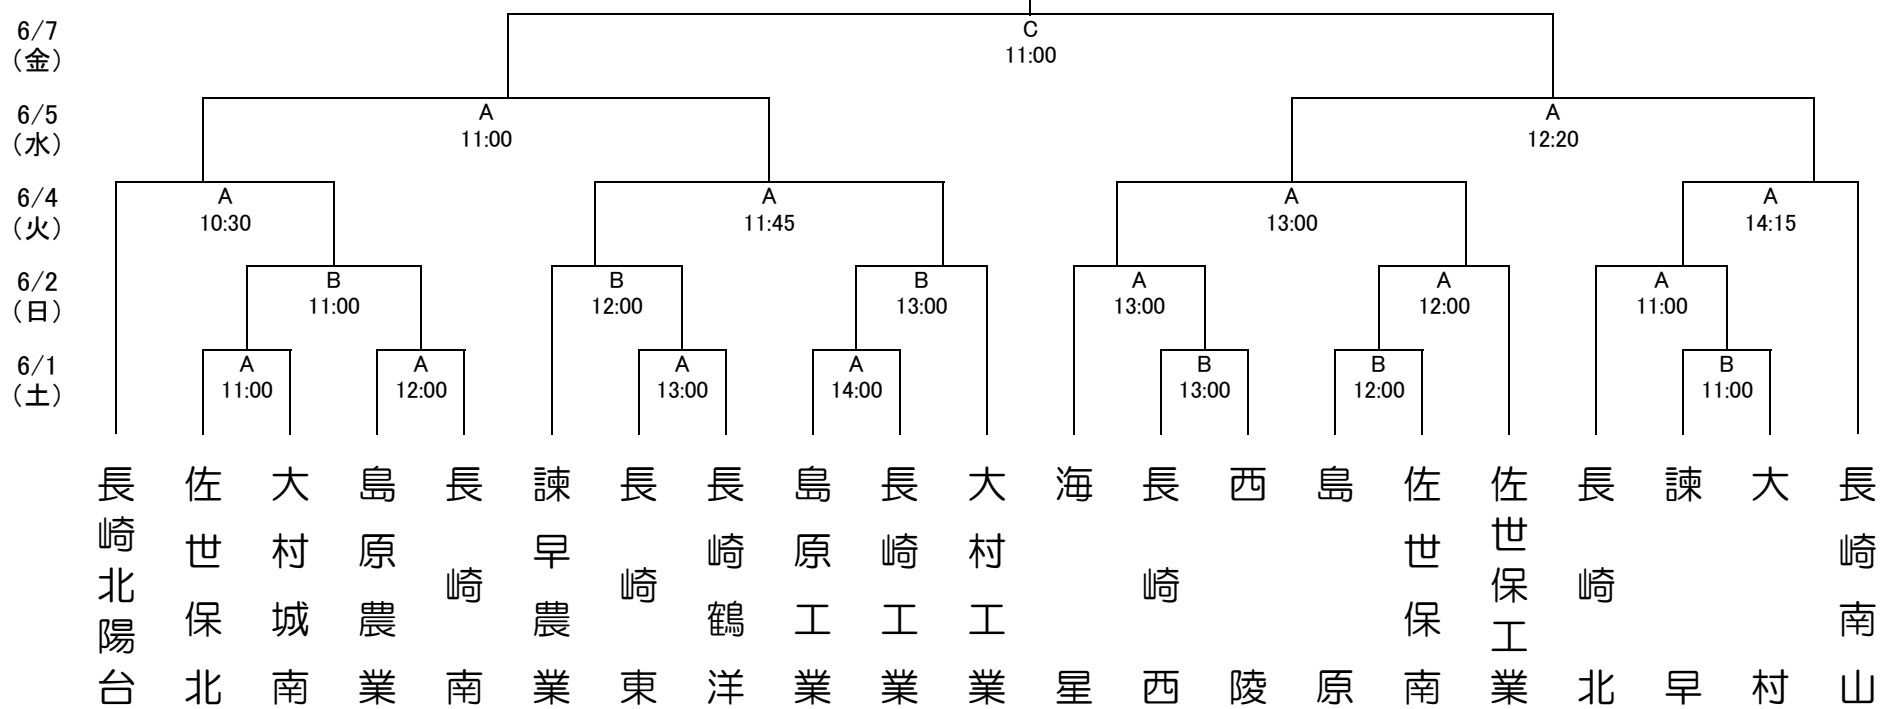 6/7
（金）
C
11:00
6/5
（水）
A
11:00
A
12:20
6/4
（火）
A
10:30
A
11:45
A
13:00
A
14:15
6/2
（日）
B
11:00
B
12:00
B
13:00
A
13:00
A
12:00
A
11:00
6/1
（土）
A
11:00
A
12:00
A
13:00
A
14:00
B
13:00
B
12:00
B
11:00
長崎北陽台
佐世保北
大村城南
島原農業
長崎南
諫早農業
長崎東
長崎鶴洋
島原工業
長崎工業
大村工業
海星
長崎西
西陵
島原
佐世保南
佐世保工業
長崎北
諫早
大村
長崎南山